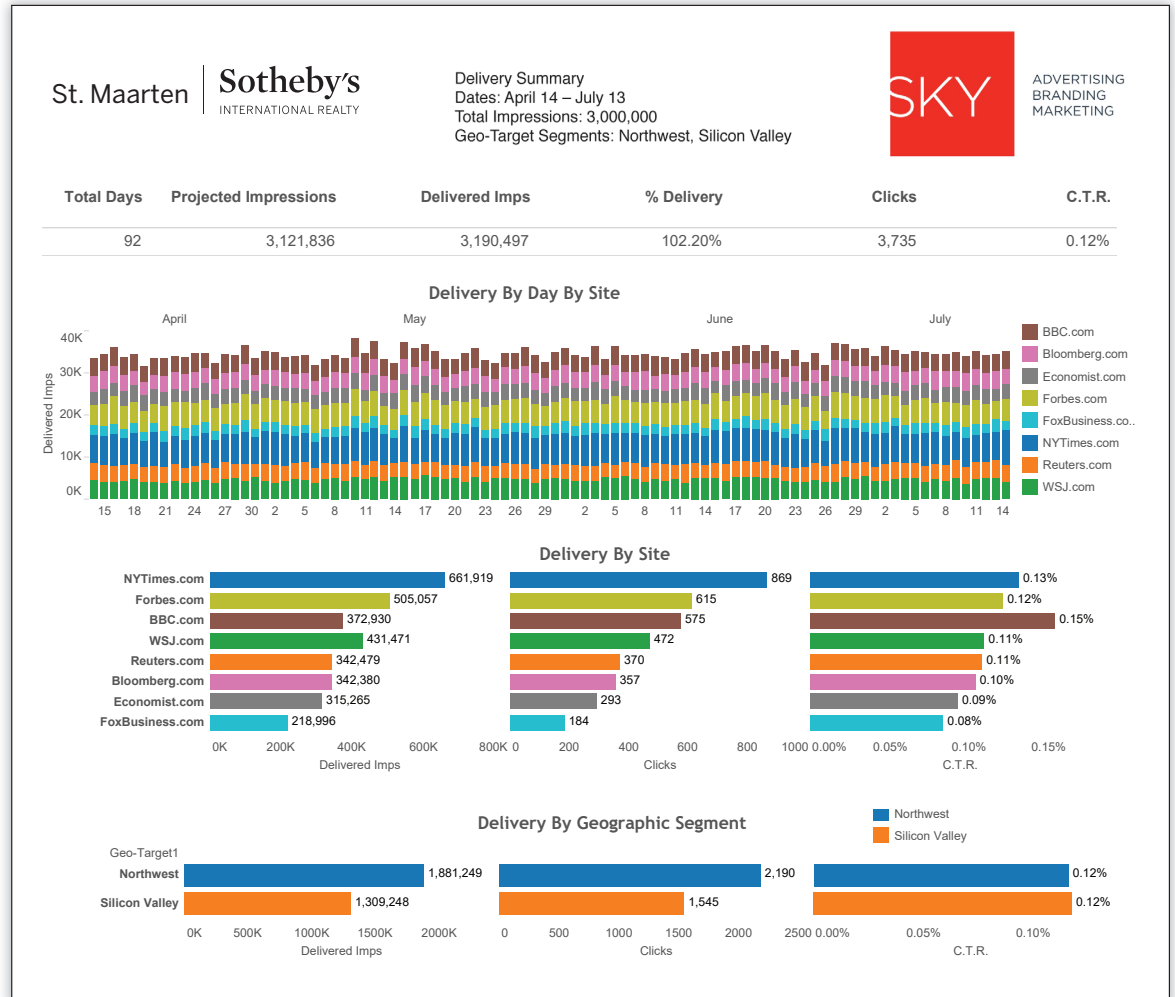 St. Maarten
Sotheby's
INTERNATIONAL REALTY
Delivery Summary
Dates: April 14 – July 13
Total Impressions: 3,000,000
Geo-Target Segments: Northwest, Silicon Valley
SKY
ADVERTISING
BRANDING
MARKETING
Total Days Projected Impressions Delivered Imps % Delivery Clicks C.T.R.
92 3,121,836 3,190,497 102.20% 3,735 0.12%
Delivery By Day By Site
April May June July
40K
30K
20K
10K
0K
Delivered Imps
15 18 21 24 27 30 2 5 8 11 14 17 20 23 26 29 2 5 8 11 14 17 20 23 26 29 2 5 8 11 14
BBC.com
Bloomberg.com
Economist.com
Forbes.com
FoxBusiness.co..
NYTimes.com
Reuters.com
WSJ.com
Delivery By Site
NYTimes.com 661,919 869 0.13%
Forbes.com 505,057 615 0.12%
BBC.com 372,930 575 0.15%
WSJ.com 431,471 472 0.11%
Reuters.com 342,479 370 0.11%
Bloomberg.com 342,380 357 0.10%
Economist.com 315,265 293 0.09%
FoxBusiness.com 218,996 184 0.08%
0K 200K 400K 600K 800K 0 200 400 600 800 1000 0.00% 0.05% 0.10% 0.15%
Delivered Imps Clicks C.T.R.
Delivery By Geographic Segment
Northwest
Silicon Valley
Geo-Target1
Northwest 1,881,249 2,190 0.12%
Silicon Valley 1,309,248 1,545 0.12%
0K 500K 1000K 1500K 2000K 0 500 1000 1500 2000 2500 0.00% 0.05% 0.10%
Delivered Imps Clicks C.T.R.